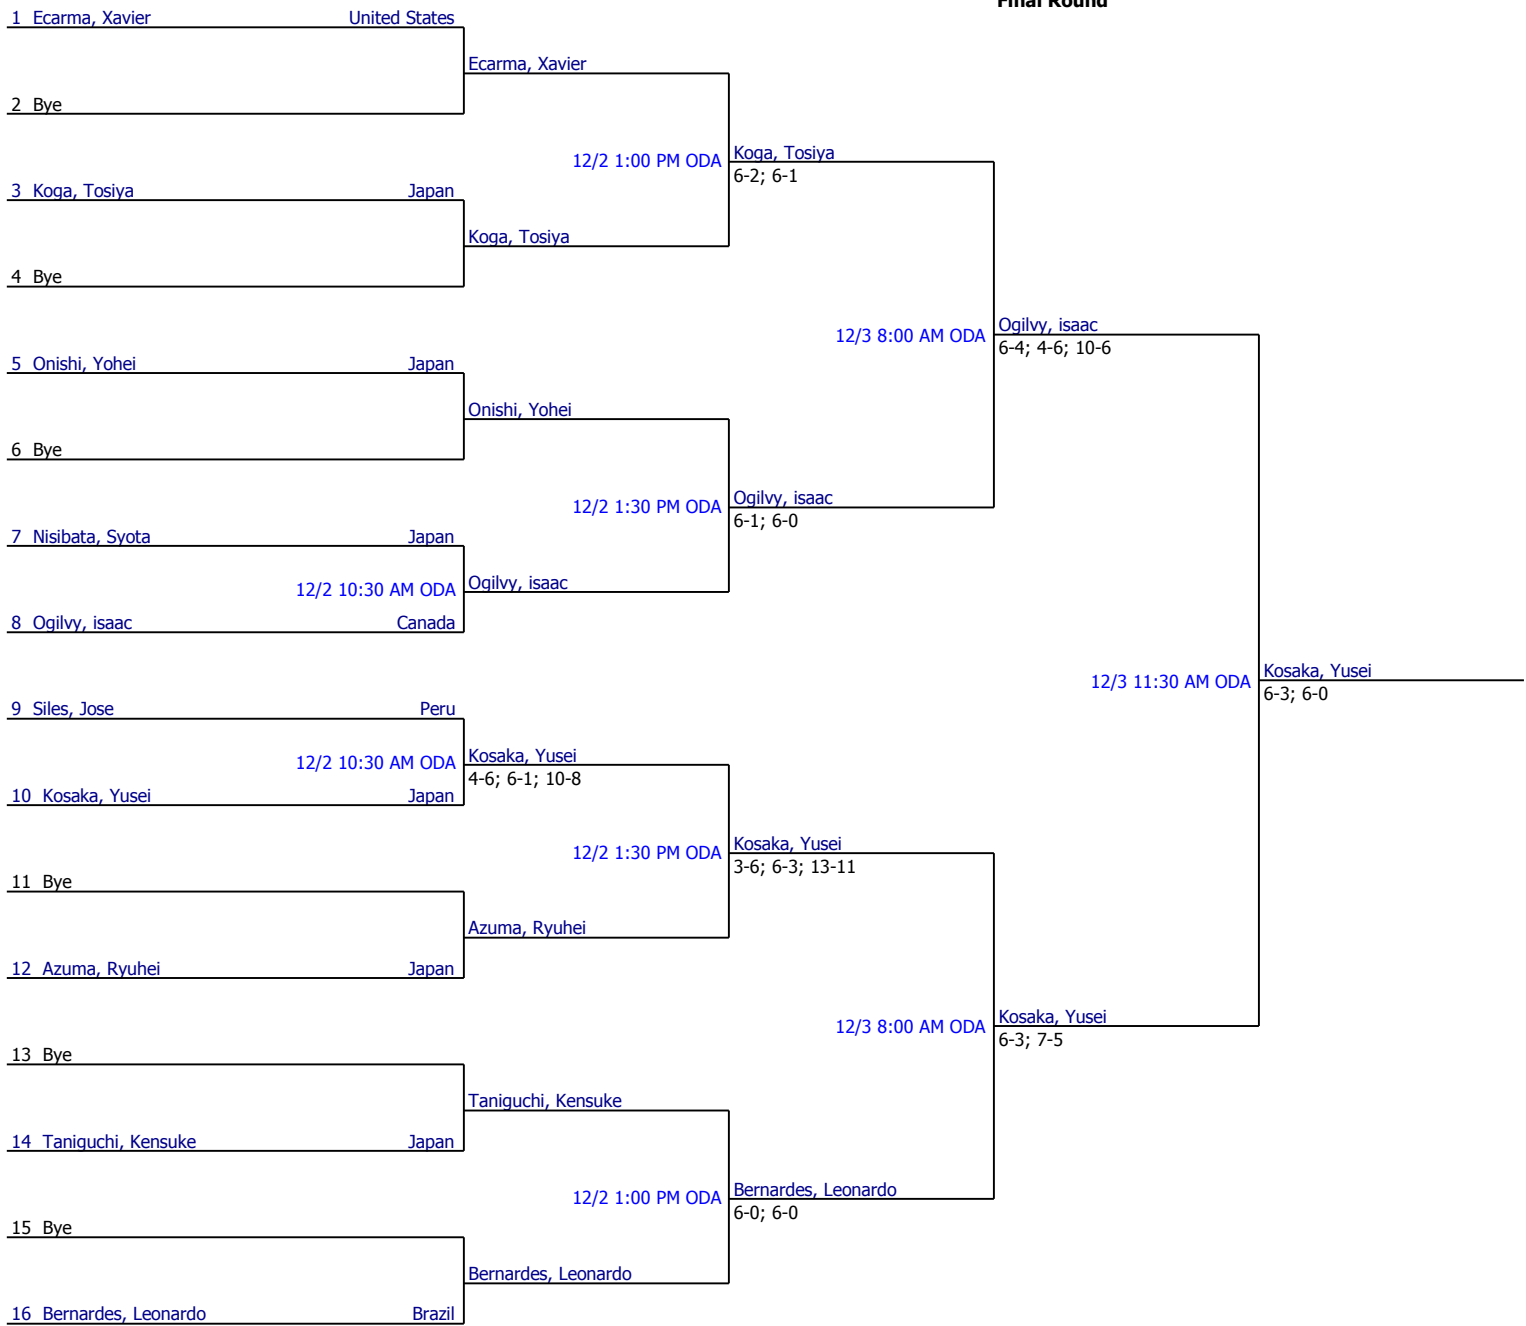 Final Round
1 Ecarma, Xavier United States
Ecarma, Xavier
2 Bye
12/2 1:00 PM ODA Koga, Tosiya
6-2; 6-1
3 Koga, Tosiya Japan
Koga, Tosiya
4 Bye
12/3 8:00 AM ODA Ogilvy, isaac
6-4; 4-6; 10-6
5 Onishi, Yohei Japan
Onishi, Yohei
6 Bye
12/2 1:30 PM ODA Ogilvy, isaac
6-1; 6-0
7 Nisibata, Syota Japan
12/2 10:30 AM ODA Ogilvy, isaac
8 Ogilvy, isaac Canada
12/3 11:30 AM ODA Kosaka, Yusei
6-3; 6-0
9 Siles, Jose Peru
12/2 10:30 AM ODA Kosaka, Yusei
4-6; 6-1; 10-8
10 Kosaka, Yusei Japan
12/2 1:30 PM ODA Kosaka, Yusei
3-6; 6-3; 13-11
11 Bye
Azuma, Ryuhei
12 Azuma, Ryuhei Japan
12/3 8:00 AM ODA Kosaka, Yusei
6-3; 7-5
13 Bye
Taniguchi, Kensuke
14 Taniguchi, Kensuke Japan
12/2 1:00 PM ODA Bernardes, Leonardo
6-0; 6-0
15 Bye
Bernardes, Leonardo
16 Bernardes, Leonardo Brazil